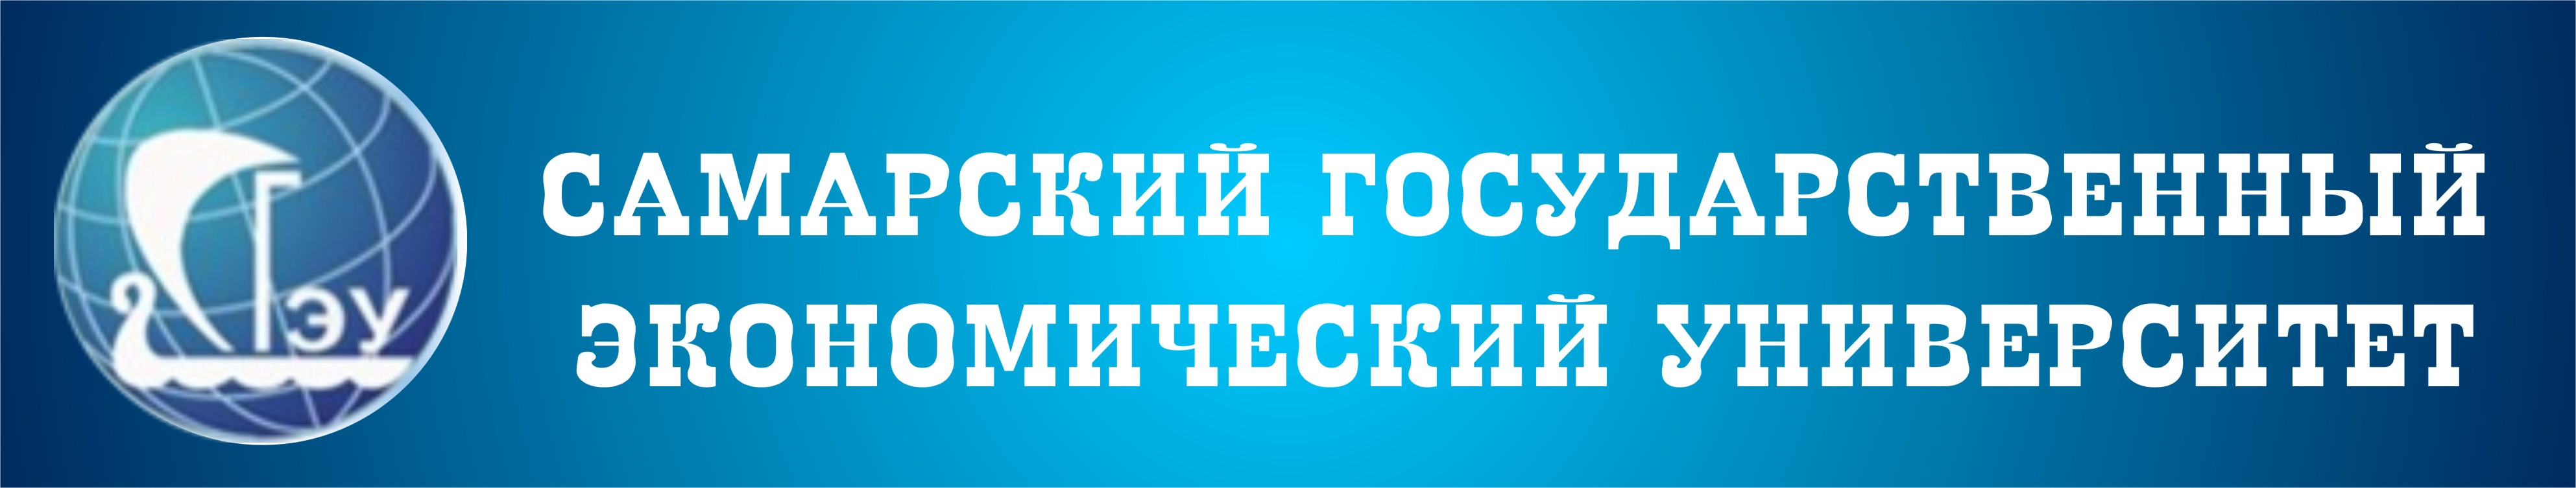 СГЭУ
САМАРСКИЙ ГОСУДАРСТВЕННЫЙ
ЭКОНОМИЧЕСКИЙ УНИВЕРСИТЕТ